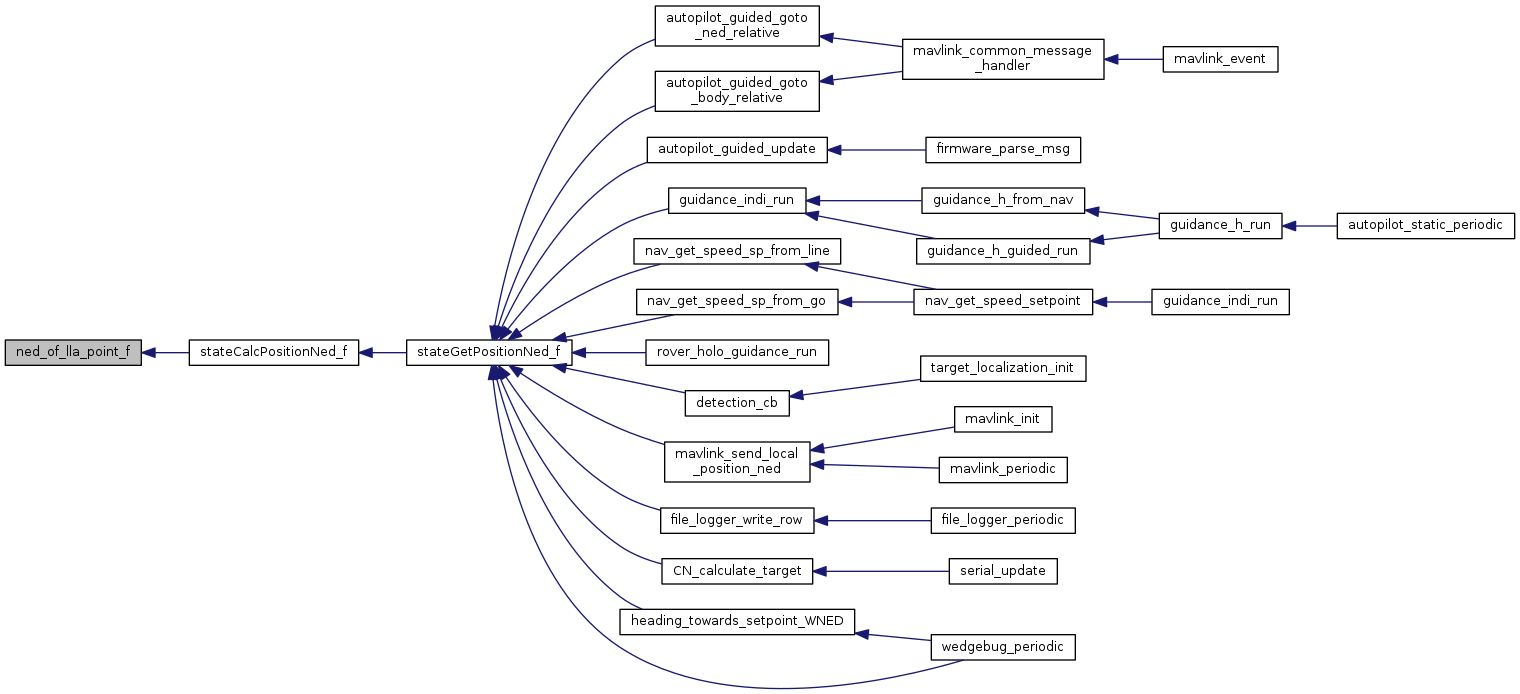 autopilot_guided_goto
_ned_relative
mavlink_common_message
_handler
mavlink_event
autopilot_guided_goto
_body_relative
autopilot_guided_update
firmware_parse_msg
guidance_indi_run
guidance_h_from_nav
guidance_h_run
autopilot_static_periodic
nav_get_speed_sp_from_line
guidance_h_guided_run
nav_get_speed_sp_from_go
nav_get_speed_setpoint
guidance_indi_run
ned_of_lla_point_f
stateCalcPositionNed_f
stateGetPositionNed_f
rover_holo_guidance_run
target_localization_init
detection_cb
mavlink_init
mavlink_send_local
_position_ned
mavlink_periodic
file_logger_write_row
file_logger_periodic
CN_calculate_target
serial_update
heading_towards_setpoint_WNED
wedgebug_periodic